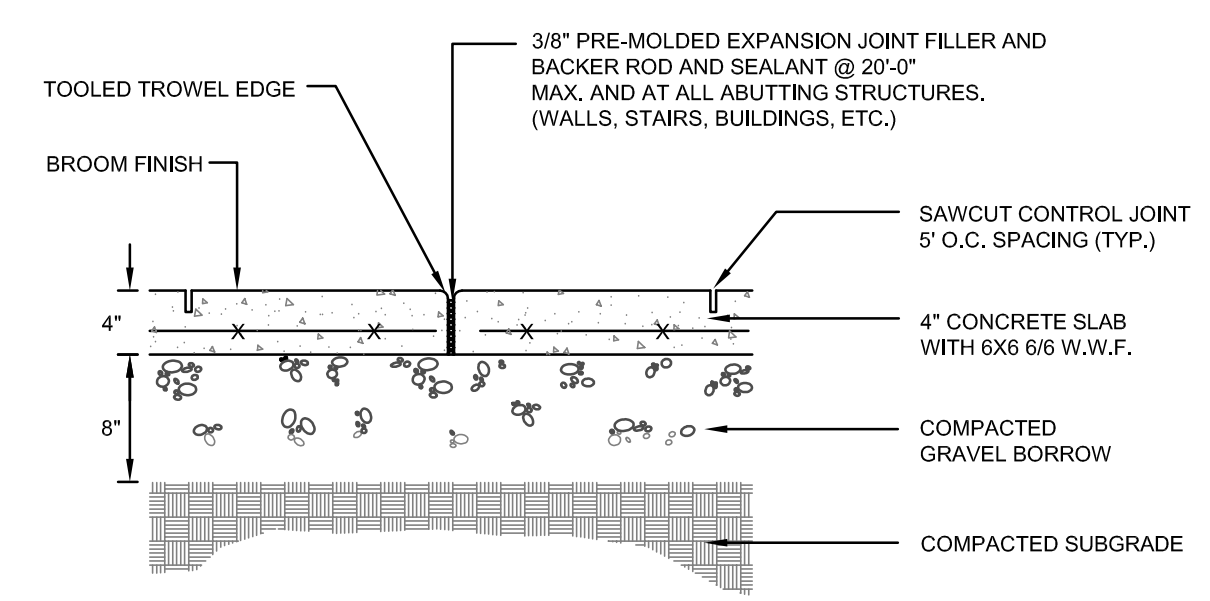 3/8" PRE-MOLDED EXPANSION JOINT FILLER AND
BACKER ROD AND SEALANT @ 20'-0"
MAX. AND AT ALL ABUTTING STRUCTURES.
(WALLS, STAIRS, BUILDINGS, ETC.)
TOOLED TROWEL EDGE
BROOM FINISH
SAWCUT CONTROL JOINT
5' O.C. SPACING (TYP.)
4"
4" CONCRETE SLAB
WITH 6X6 6/6 W.W.F.
8"
COMPACTED
GRAVEL BORROW
COMPACTED SUBGRADE